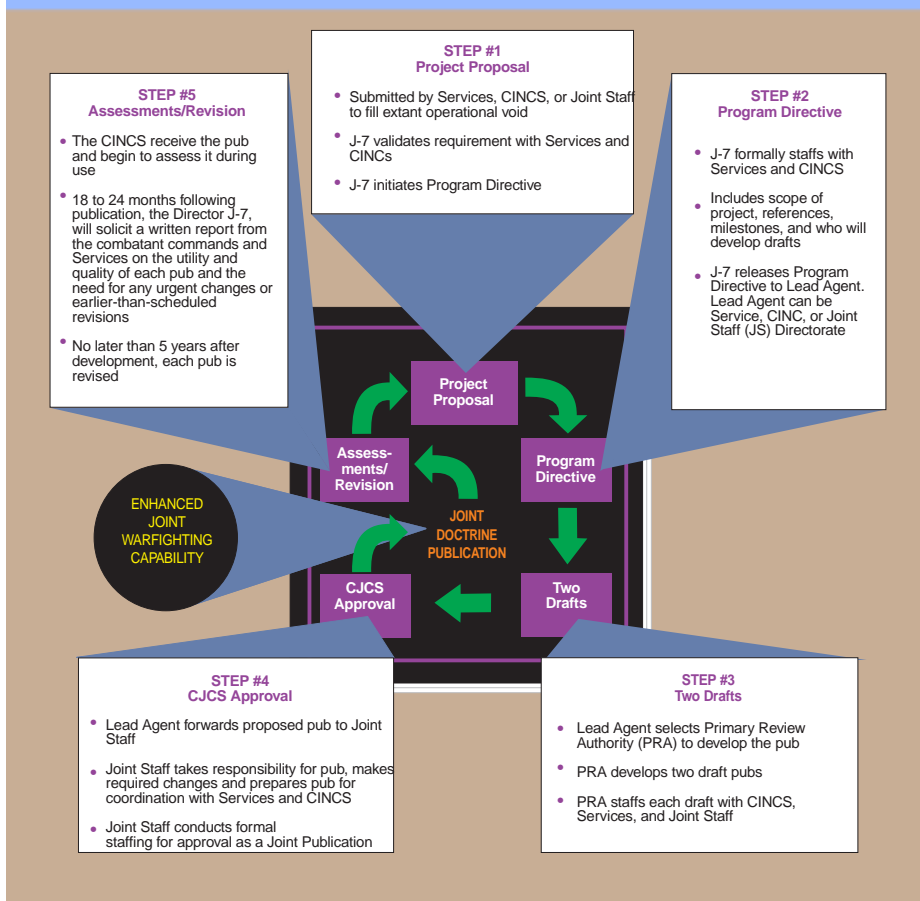 STEP #1
Project Proposal
• Submitted by Services, CINCS, or Joint Staff
to fill extant operational void
• J-7 validates requirement with Services and
CINCs
• J-7 initiates Program Directive
STEP #5
Assessments/Revision
• The CINCS receive the pub
and begin to assess it during
use
• 18 to 24 months following
publication, the Director J-7,
will solicit a written report from
the combatant commands and
Services on the utility and
quality of each pub and the
need for any urgent changes or
earlier-than-scheduled
revisions
• No later than 5 years after
development, each pub is
revised
STEP #2
Program Directive
• J-7 formally staffs with
Services and CINCS
• Includes scope of
project, references,
milestones, and who will
develop drafts
• J-7 releases Program
Directive to Lead Agent.
Lead Agent can be
Service, CINC, or Joint
Staff (JS) Directorate
Project
Proposal
Assess-
ments/
Revision
Program
Directive
ENHANCED
JOINT
WARFIGHTING
CAPABILITY
JOINT
DOCTRINE
PUBLICATION
CJCS
Approval
Two
Drafts
STEP #4
CJCS Approval
• Lead Agent forwards proposed pub to Joint
Staff
• Joint Staff takes responsibility for pub, makes
required changes and prepares pub for
coordination with Services and CINCS
• Joint Staff conducts formal
staffing for approval as a Joint Publication
STEP #3
Two Drafts
• Lead Agent selects Primary Review
Authority (PRA) to develop the pub
• PRA develops two draft pubs
• PRA staffs each draft with CINCS,
Services, and Joint Staff